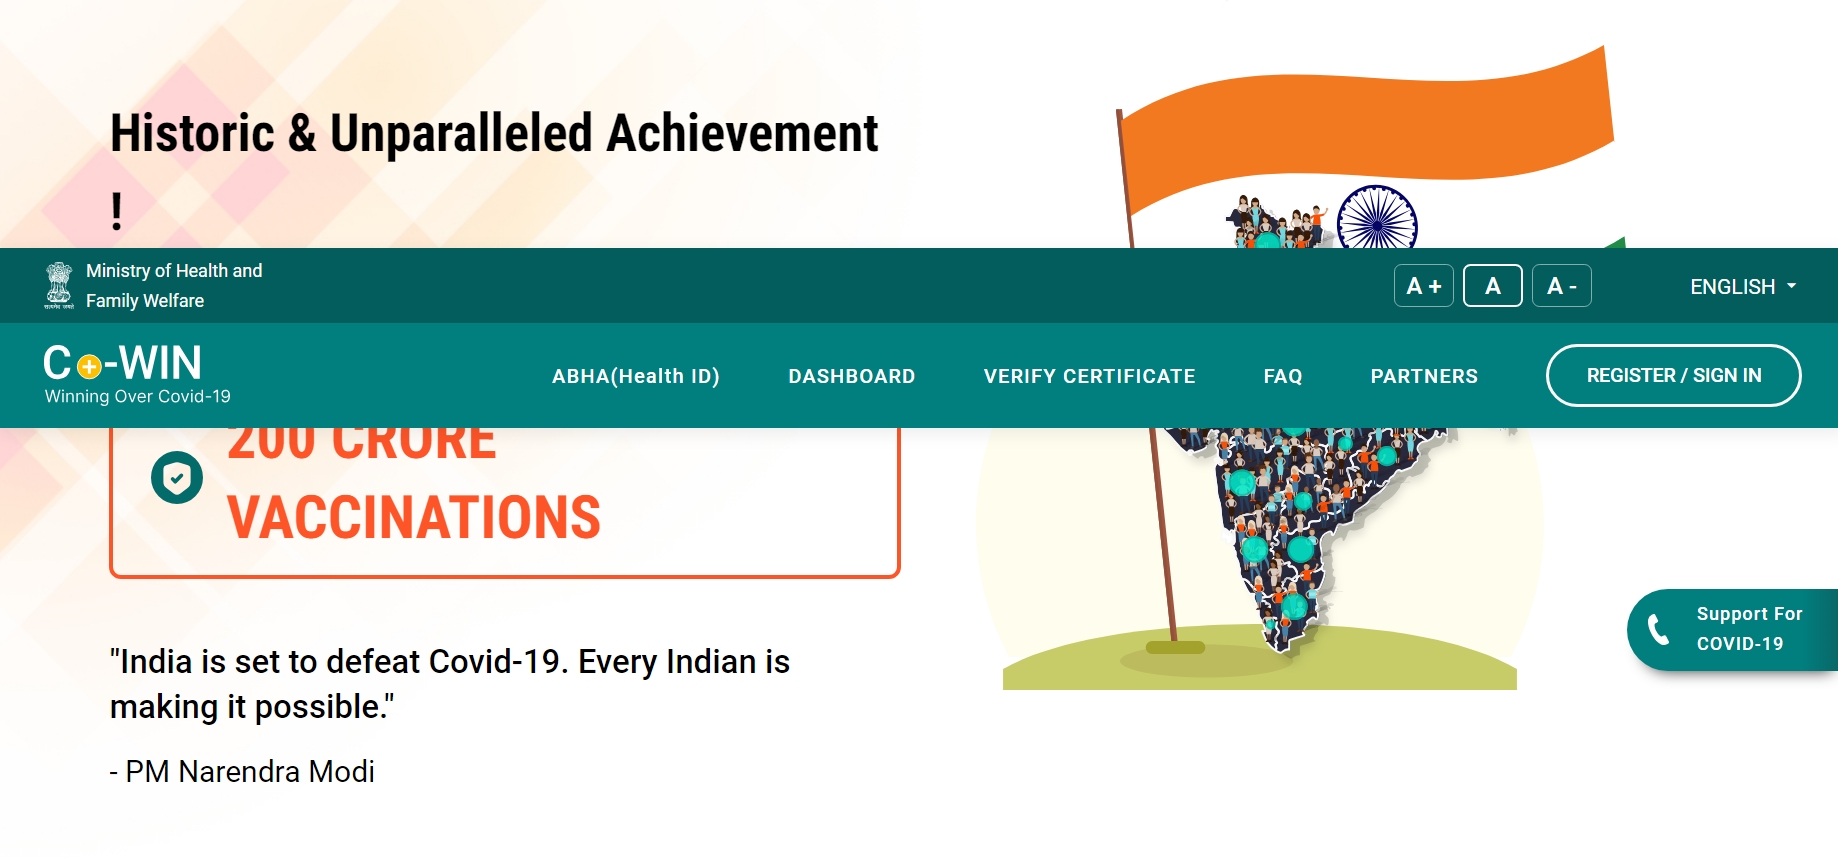 Historic & Unparalleled Achievement
!
Ministry of Health and
Family Welfare
A +
A
A -
ENGLISH
Co-WIN
Winning Over Covid-19
ABHA(Health ID)
DASHBOARD
VERIFY CERTIFICATE
FAQ
PARTNERS
REGISTER / SIGN IN
200 CRORE
VACCINATIONS
Support For
COVID-19
"India is set to defeat Covid-19. Every Indian is
making it possible."
- PM Narendra Modi